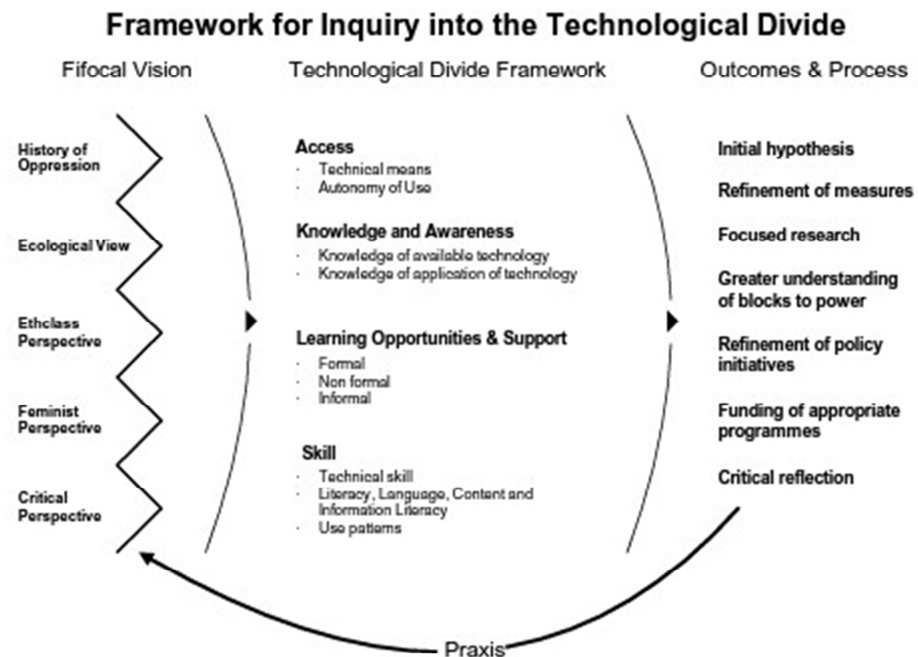 Framework for Inquiry into the Technological Divide
Fifocal Vision
Technological Divide Framework
Outcomes & Process
History of
Oppression
Ecological View
Ethclass
Perspective
Feminist
Perspective
Critical
Perspective
Access
· Technical means
· Autonomy of Use
Knowledge and Awareness
· Knowledge of available technology
· Knowledge of application of technology
Learning Opportunities & Support
· Formal
· Non formal
· Informal
Skill
· Technical skill
· Literacy, Language, Content and
Information Literacy
· Use patterns
Initial hypothesis
Refinement of measures
Focused research
Greater understanding
of blocks to power
Refinement of policy
initiatives
Funding of appropriate
programmes
Critical reflection
Praxis